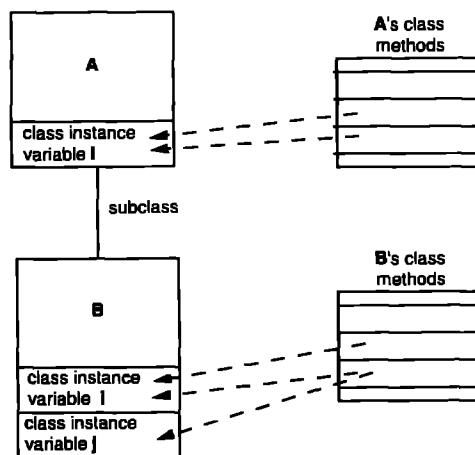 A
A's class
methods
class instance
variable I
subclass
B
B's class
methods
class instance
variable I
class instance
variable j